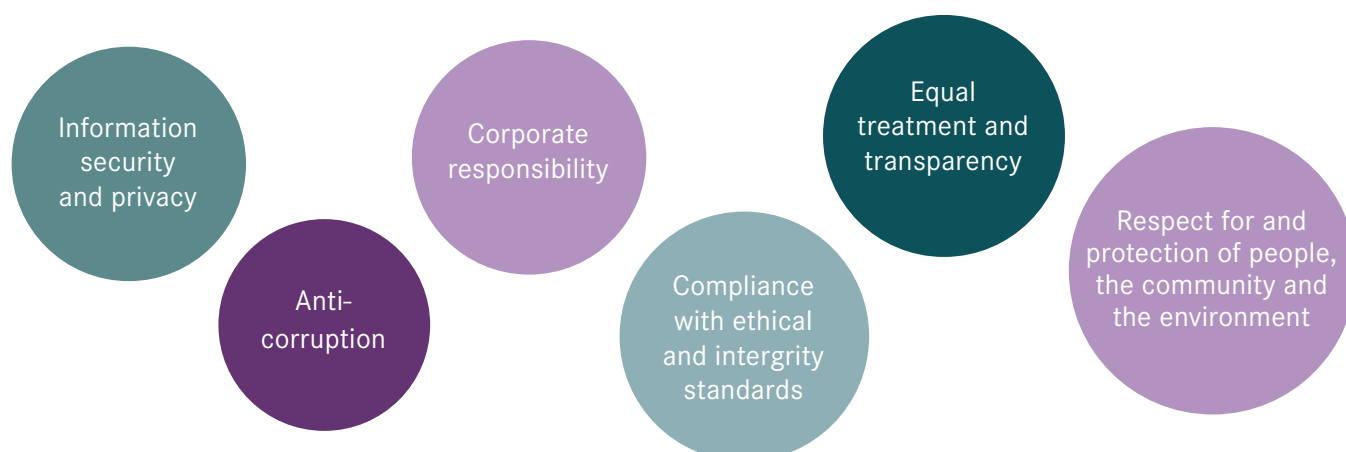 Information
security
and privacy
Anti-
corruption
Corporate
responsibility
Compliance
with ethical
and intergrity
standards
Equal
treatment and
transparency
Respect for and
protection of people,
the community and
the environment